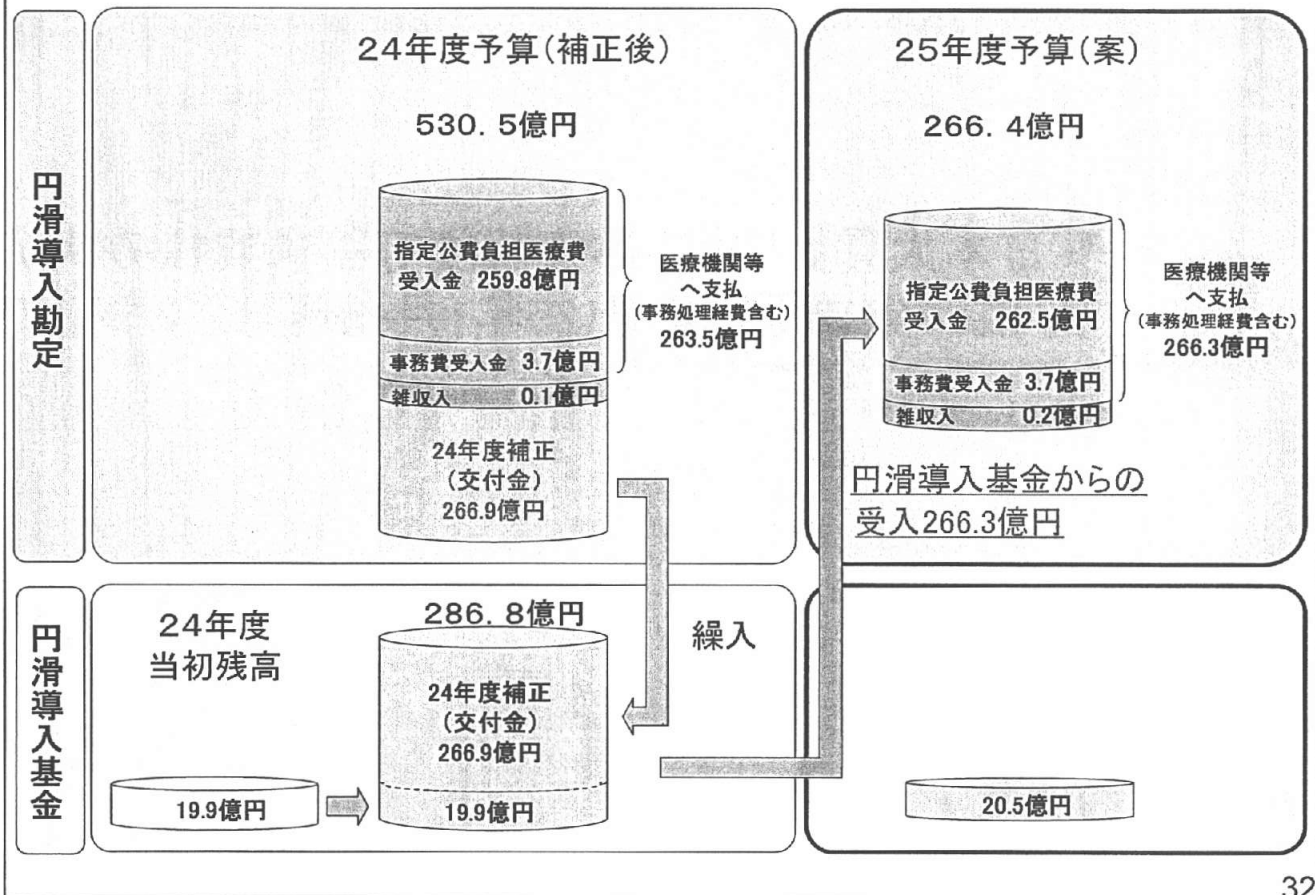 円滑導入勘定
24年度予算(補正後)
530.5億円
指定公費負担医療費
受入金 259.8億円
事務費受入金 3.7億円
雑収入 0.1億円
24年度補正
(交付金)
266.9億円
医療機関等
へ支払
(事務処理経費含む)
263.5億円
25年度予算(案)
266.4億円
指定公費負担医療費
受入金 262.5億円
事務費受入金 3.7億円
雑収入 0.2億円
医療機関等
へ支払
(事務処理経費含む)
266.3億円
円滑導入基金からの
受入266.3億円
円滑導入基金
24年度
当初残高
19.9億円
286.8億円
24年度補正
(交付金)
266.9億円
19.9億円
繰入
20.5億円
32